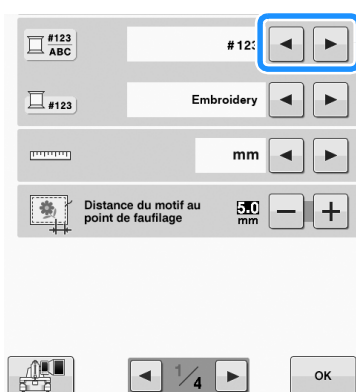 #123
ABC
#123
#123
Embroidery
mm
Distance du motif au
point de faufilage
5.0
mm
1/4
OK